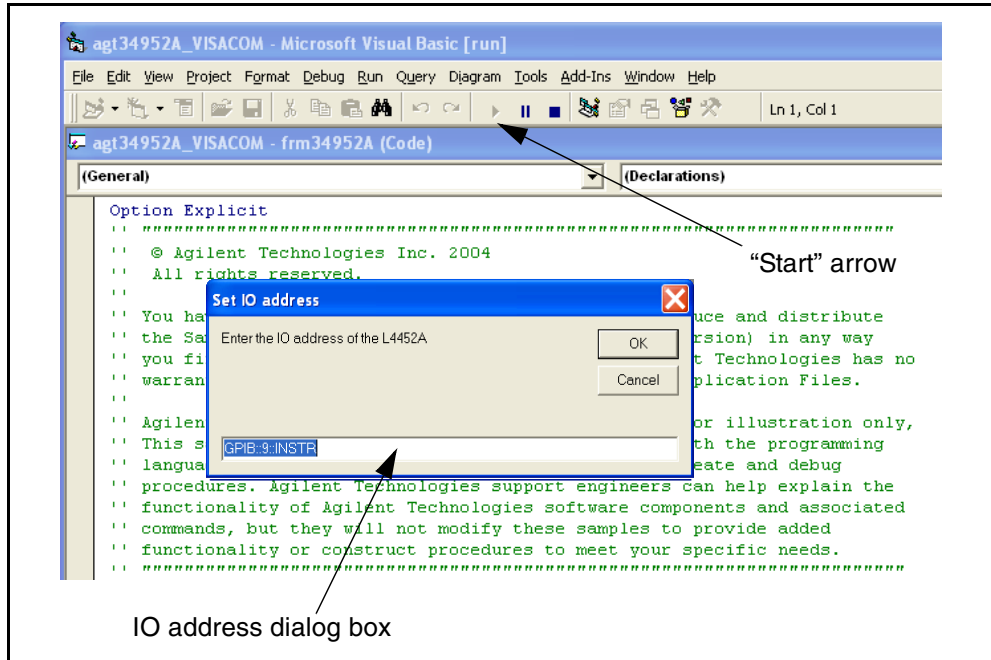 agt34952A_VISACOM - Microsoft Visual Basic [run]
File Edit View Project Format Debug Run Query Diagram Tools Add-Ins Window Help
Ln 1, Col 1
agt34952A_VISACOM - frm34952A (Code)
(General) (Declarations)
Option Explicit
'' """""""""""""""""""""""""""""""""""""""""""""""""""""""""""""""""""""""""""
'' © Agilent Technologies Inc. 2004
“Start” arrow
'' All rights reserved.
''
Set IO address
'' You ha uce and distribute
Enter the IO address of the L4452A
OK
'' the Sa rsion) in any way
'' you fi t Technologies has no
Cancel
'' warran plication Files.
''
'' Agilen or illustration only,
'' This s th the programming
GPIB::9::INSTR
'' langua eate and debug
'' procedures. Agilent Technologies support engineers can help explain the
'' functionality of Agilent Technologies software components and associated
'' commands, but they will not modify these samples to provide added
'' functionality or construct procedures to meet your specific needs.
'' """"""""""""""""""""""""""""""""""""""""""""""""""""""""""""""""""""""""""""
IO address dialog box